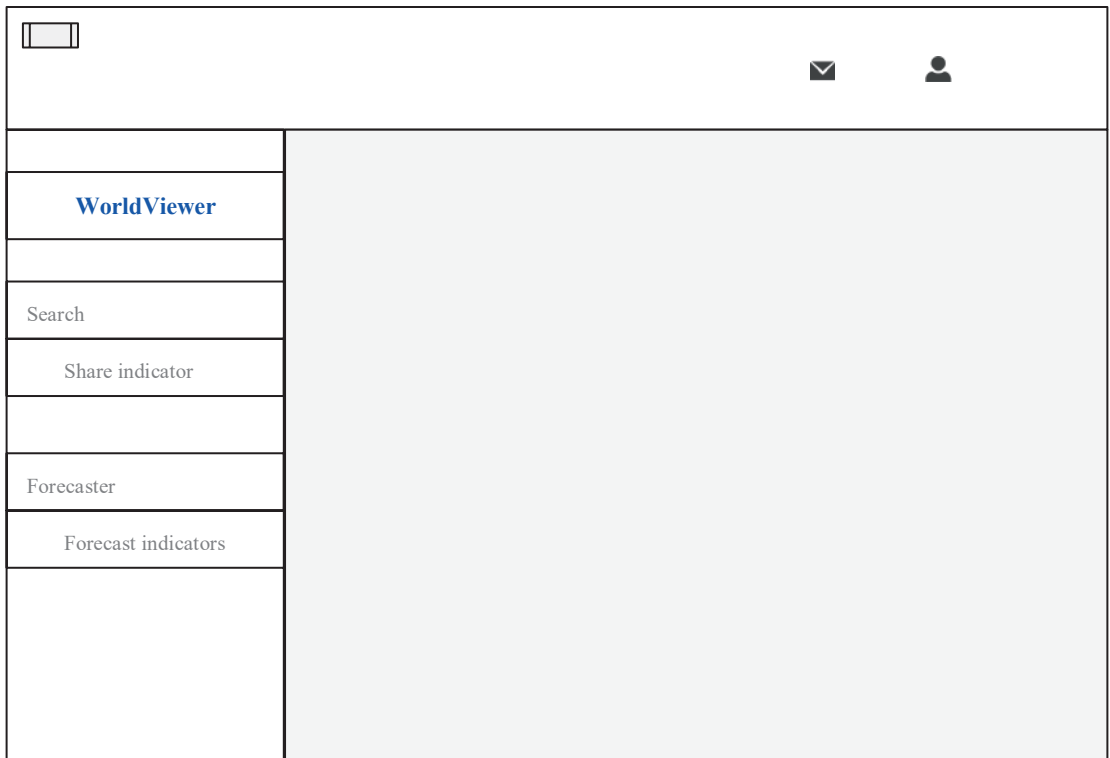 WorldViewer
Search
Share indicator
Forecaster
Forecast indicators